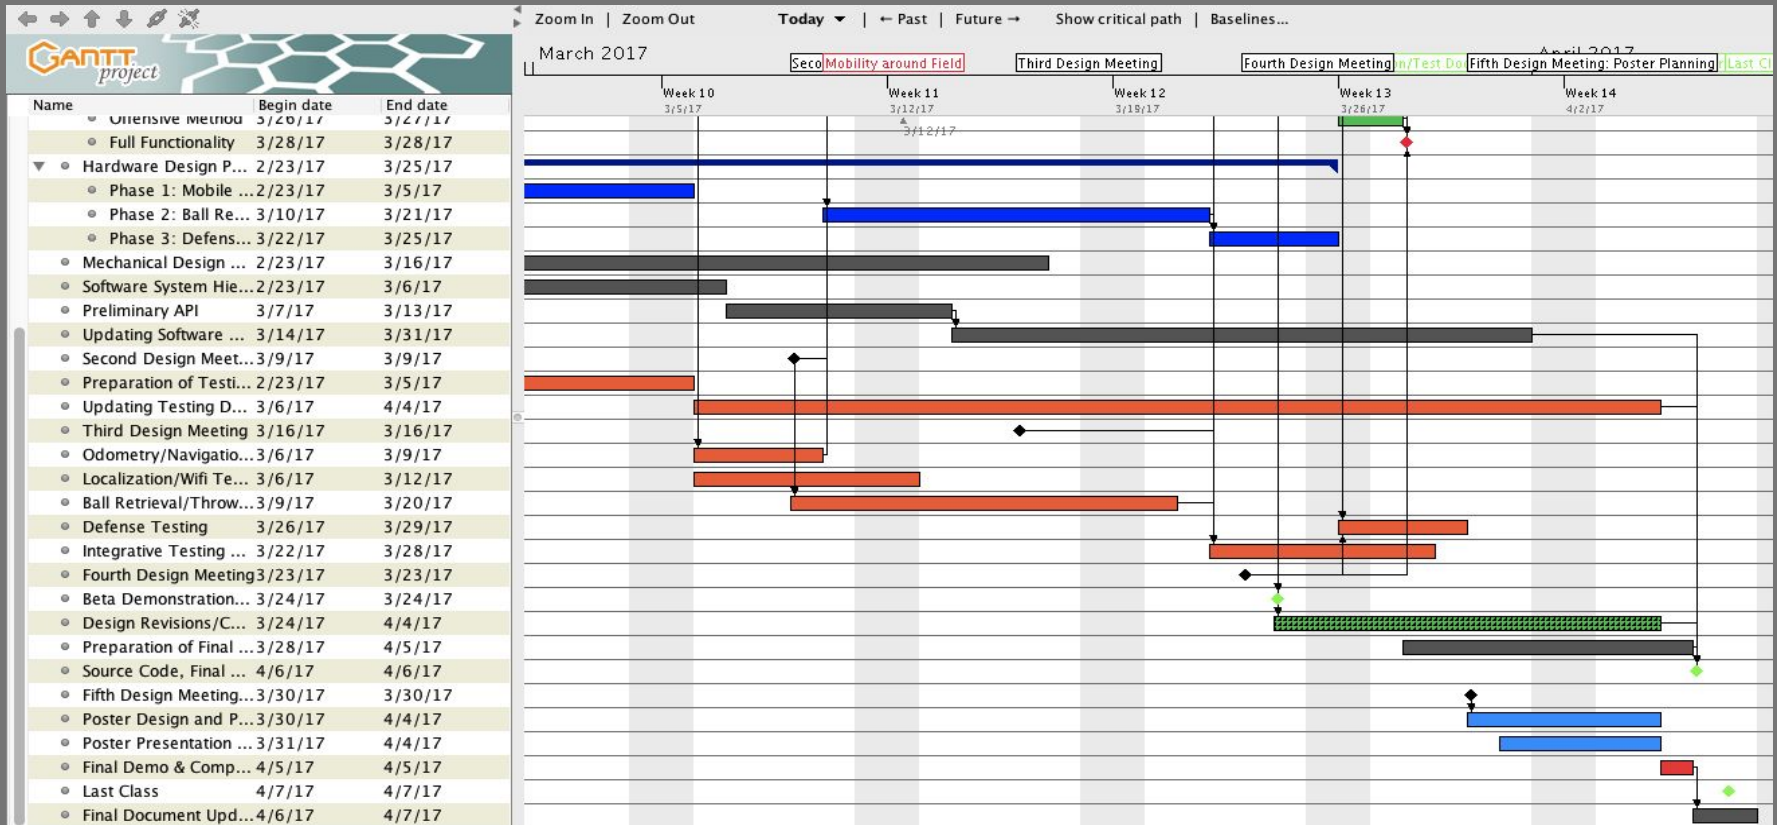 Zoom In | Zoom Out Today ▼ | ← Past | Future → Show critical path | Baselines...
GANTT project
March 2017 April 2017
Seco Mobility around Field Third Design Meeting Fourth Design Meeting n/Test Do Fifth Design Meeting: Poster Planning Last Cl
Week 10 Week 11 Week 12 Week 13 Week 14
3/5/17 3/12/17 3/19/17 3/26/17 4/2/17
3/12/17
Name Begin date End date
Offensive Method 3/26/17 3/27/17
Full Functionality 3/28/17 3/28/17
Hardware Design P... 2/23/17 3/25/17
Phase 1: Mobile ... 2/23/17 3/5/17
Phase 2: Ball Re... 3/10/17 3/21/17
Phase 3: Defens... 3/22/17 3/25/17
Mechanical Design ... 2/23/17 3/16/17
Software System Hie... 2/23/17 3/6/17
Preliminary API 3/7/17 3/13/17
Updating Software ... 3/14/17 3/31/17
Second Design Meet... 3/9/17 3/9/17
Preparation of Testi... 2/23/17 3/5/17
Updating Testing D... 3/6/17 4/4/17
Third Design Meeting 3/16/17 3/16/17
Odometry/Navigatio... 3/6/17 3/9/17
Localization/Wifi Te... 3/6/17 3/12/17
Ball Retrieval/Throw... 3/9/17 3/20/17
Defense Testing 3/26/17 3/29/17
Integrative Testing ... 3/22/17 3/28/17
Fourth Design Meeting 3/23/17 3/23/17
Beta Demonstration... 3/24/17 3/24/17
Design Revisions/C... 3/24/17 4/4/17
Preparation of Final ... 3/28/17 4/5/17
Source Code, Final ... 4/6/17 4/6/17
Fifth Design Meeting... 3/30/17 3/30/17
Poster Design and P... 3/30/17 4/4/17
Poster Presentation ... 3/31/17 4/4/17
Final Demo & Comp... 4/5/17 4/5/17
Last Class 4/7/17 4/7/17
Final Document Upd... 4/6/17 4/7/17